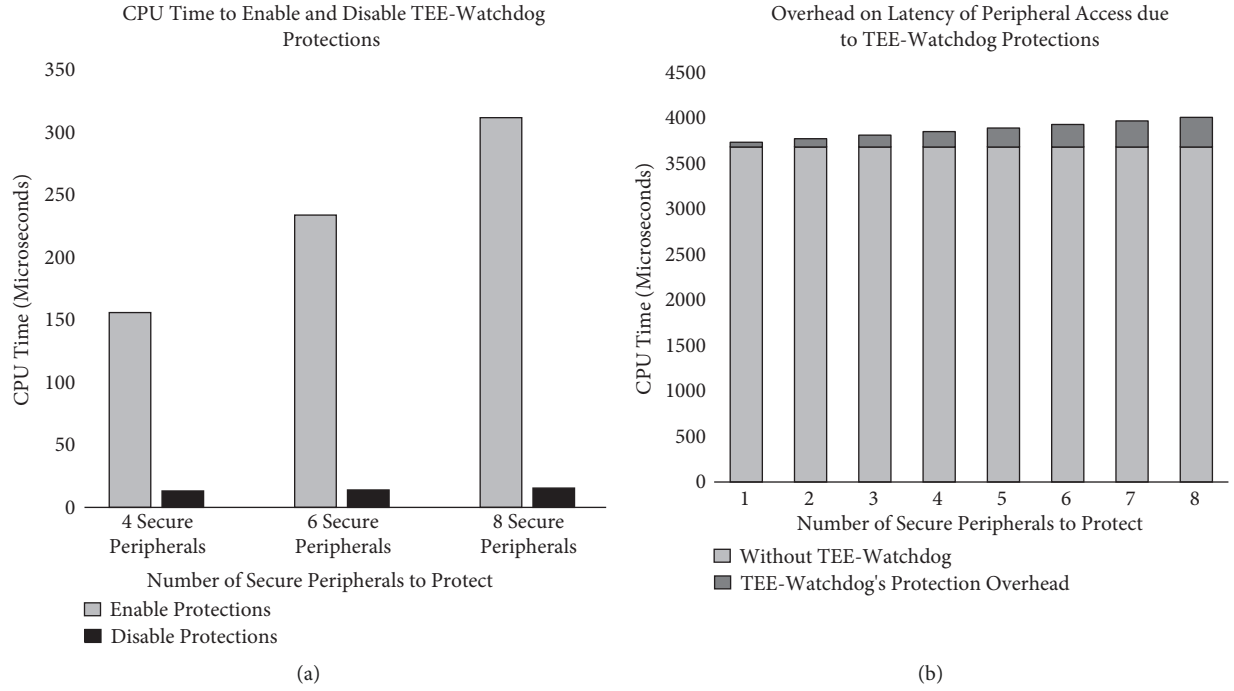 CPU Time to Enable and Disable TEE-Watchdog
Protections
CPU Time (Microseconds)
350
300
250
200
150
100
50
0
4 Secure
Peripherals
6 Secure
Peripherals
8 Secure
Peripherals
Number of Secure Peripherals to Protect
Enable Protections
Disable Protections
(a)
Overhead on Latency of Peripheral Access due
to TEE-Watchdog Protections
CPU Time (Microseconds)
4500
4000
3500
3000
2500
2000
1500
1000
500
0
1 2 3 4 5 6 7 8
Number of Secure Peripherals to Protect
Without TEE-Watchdog
TEE-Watchdog's Protection Overhead
(b)